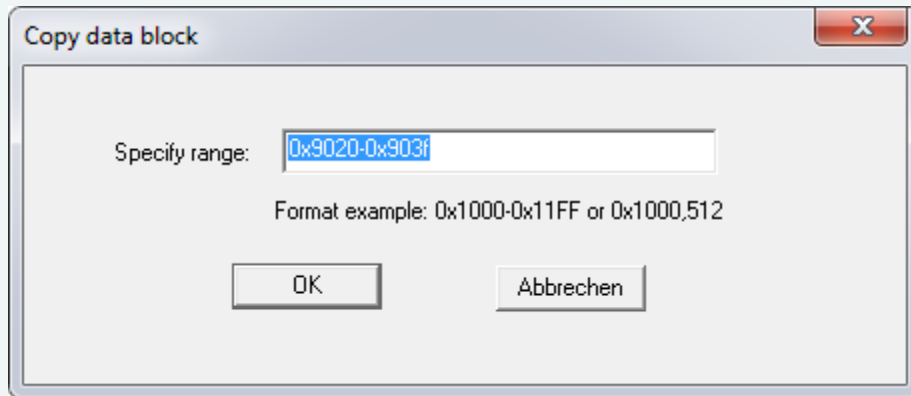 Copy data block
Specify range: 0x9020-0x903f
Format example: 0x1000-0x11FF or 0x1000,512
OK Abbrechen